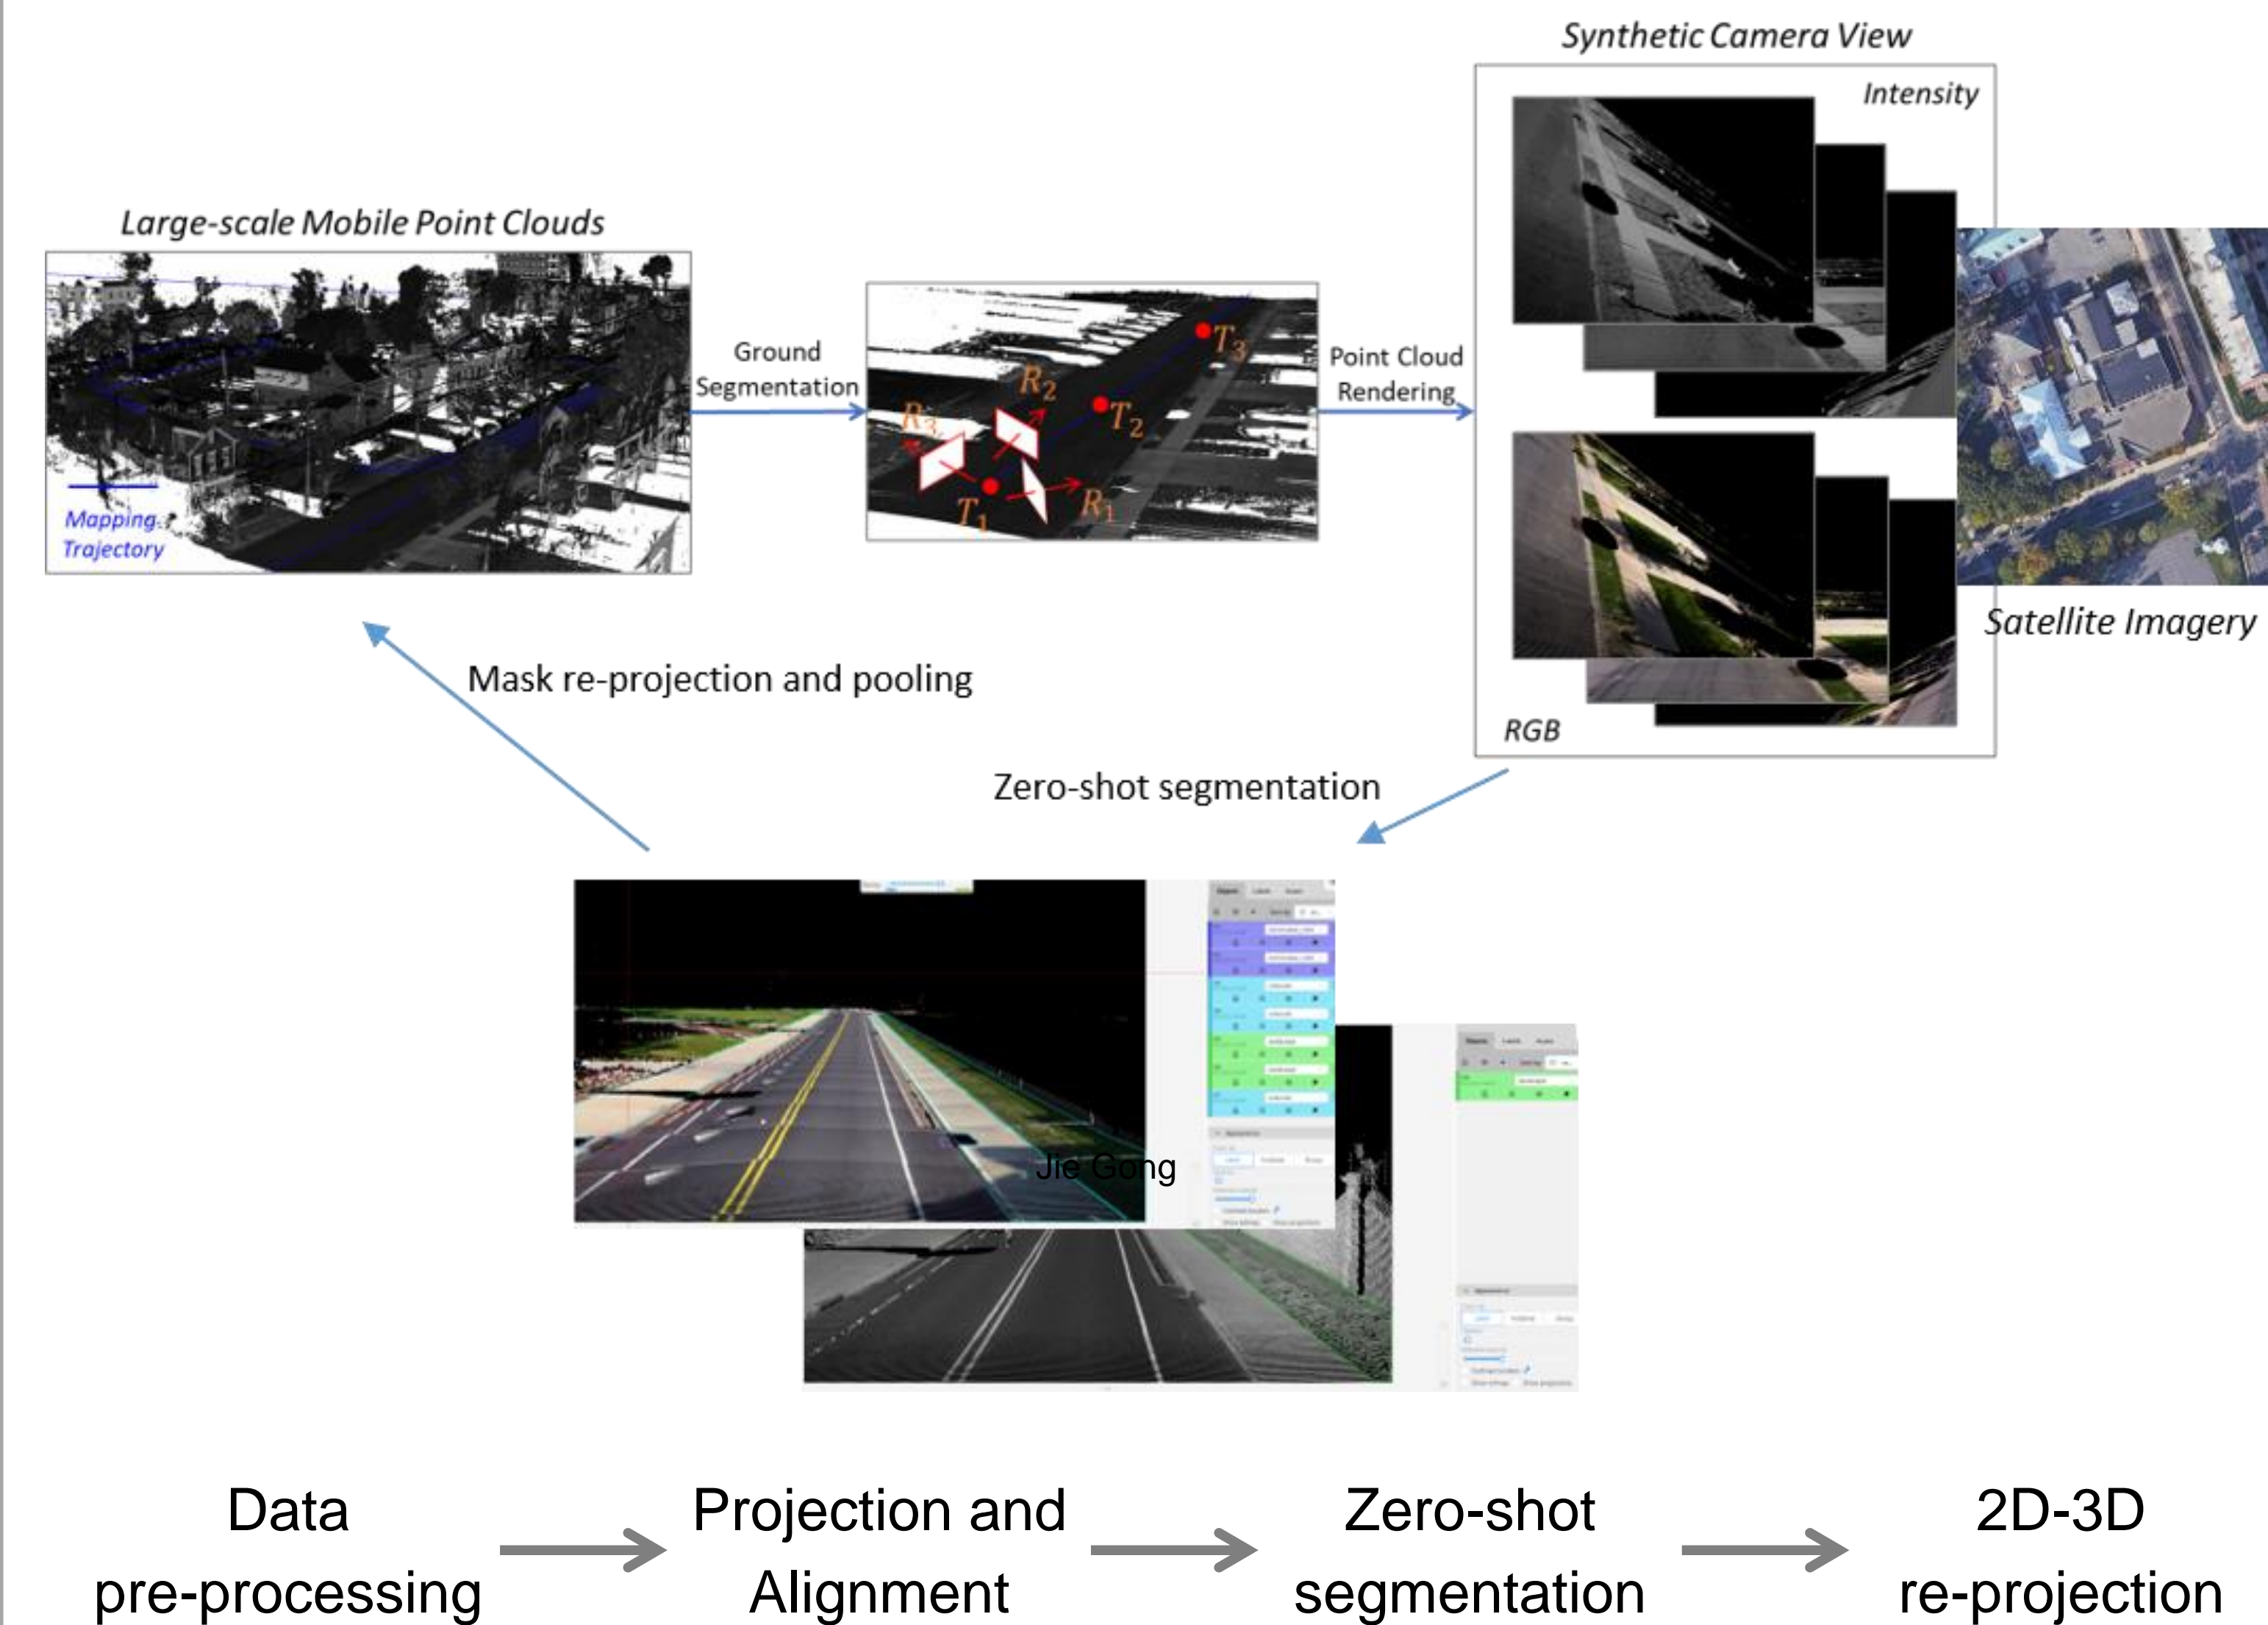 Synthetic Camera View
Intensity
Large-scale Mobile Point Clouds
Mapping
Trajectory
Ground
Segmentation
T3
R2
R3
T2
T1
R1
Point Cloud
Rendering
RGB
Satellite Imagery
Mask re-projection and pooling
Zero-shot segmentation
Jie Gong
Data
pre-processing
Projection and
Alignment
Zero-shot
segmentation
2D-3D
re-projection